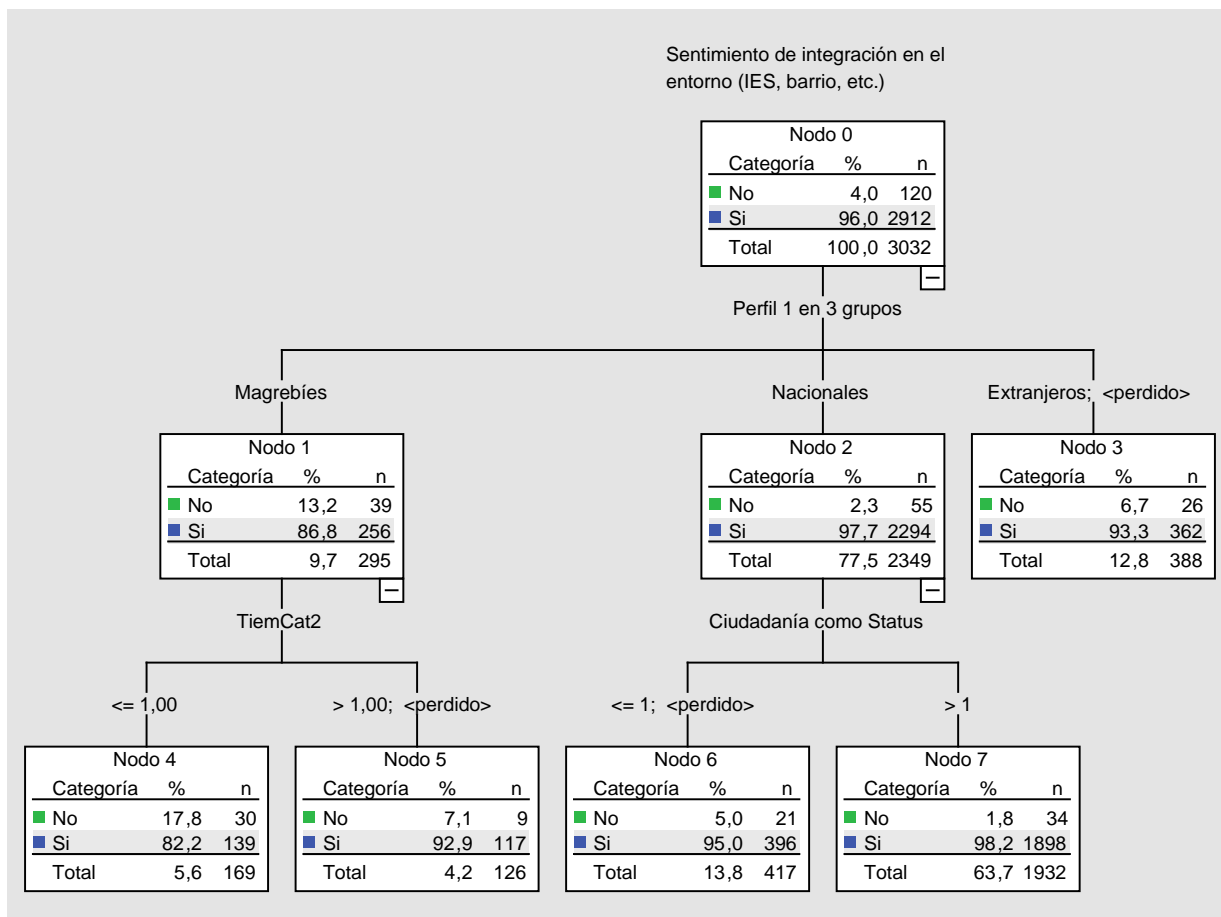 Sentimiento de integración en el
entorno (IES, barrio, etc.)
Nodo 0
Categoría % n
No 4,0 120
Si 96,0 2912
Total 100,0 3032
Perfil 1 en 3 grupos
Magrebíes
Nacionales
Extranjeros; <perdido>
Nodo 1
Categoría % n
No 13,2 39
Si 86,8 256
Total 9,7 295
Nodo 2
Categoría % n
No 2,3 55
Si 97,7 2294
Total 77,5 2349
Nodo 3
Categoría % n
No 6,7 26
Si 93,3 362
Total 12,8 388
TiemCat2
Ciudadanía como Status
<= 1,00
> 1,00; <perdido>
<= 1; <perdido>
> 1
Nodo 4
Categoría % n
No 17,8 30
Si 82,2 139
Total 5,6 169
Nodo 5
Categoría % n
No 7,1 9
Si 92,9 117
Total 4,2 126
Nodo 6
Categoría % n
No 5,0 21
Si 95,0 396
Total 13,8 417
Nodo 7
Categoría % n
No 1,8 34
Si 98,2 1898
Total 63,7 1932